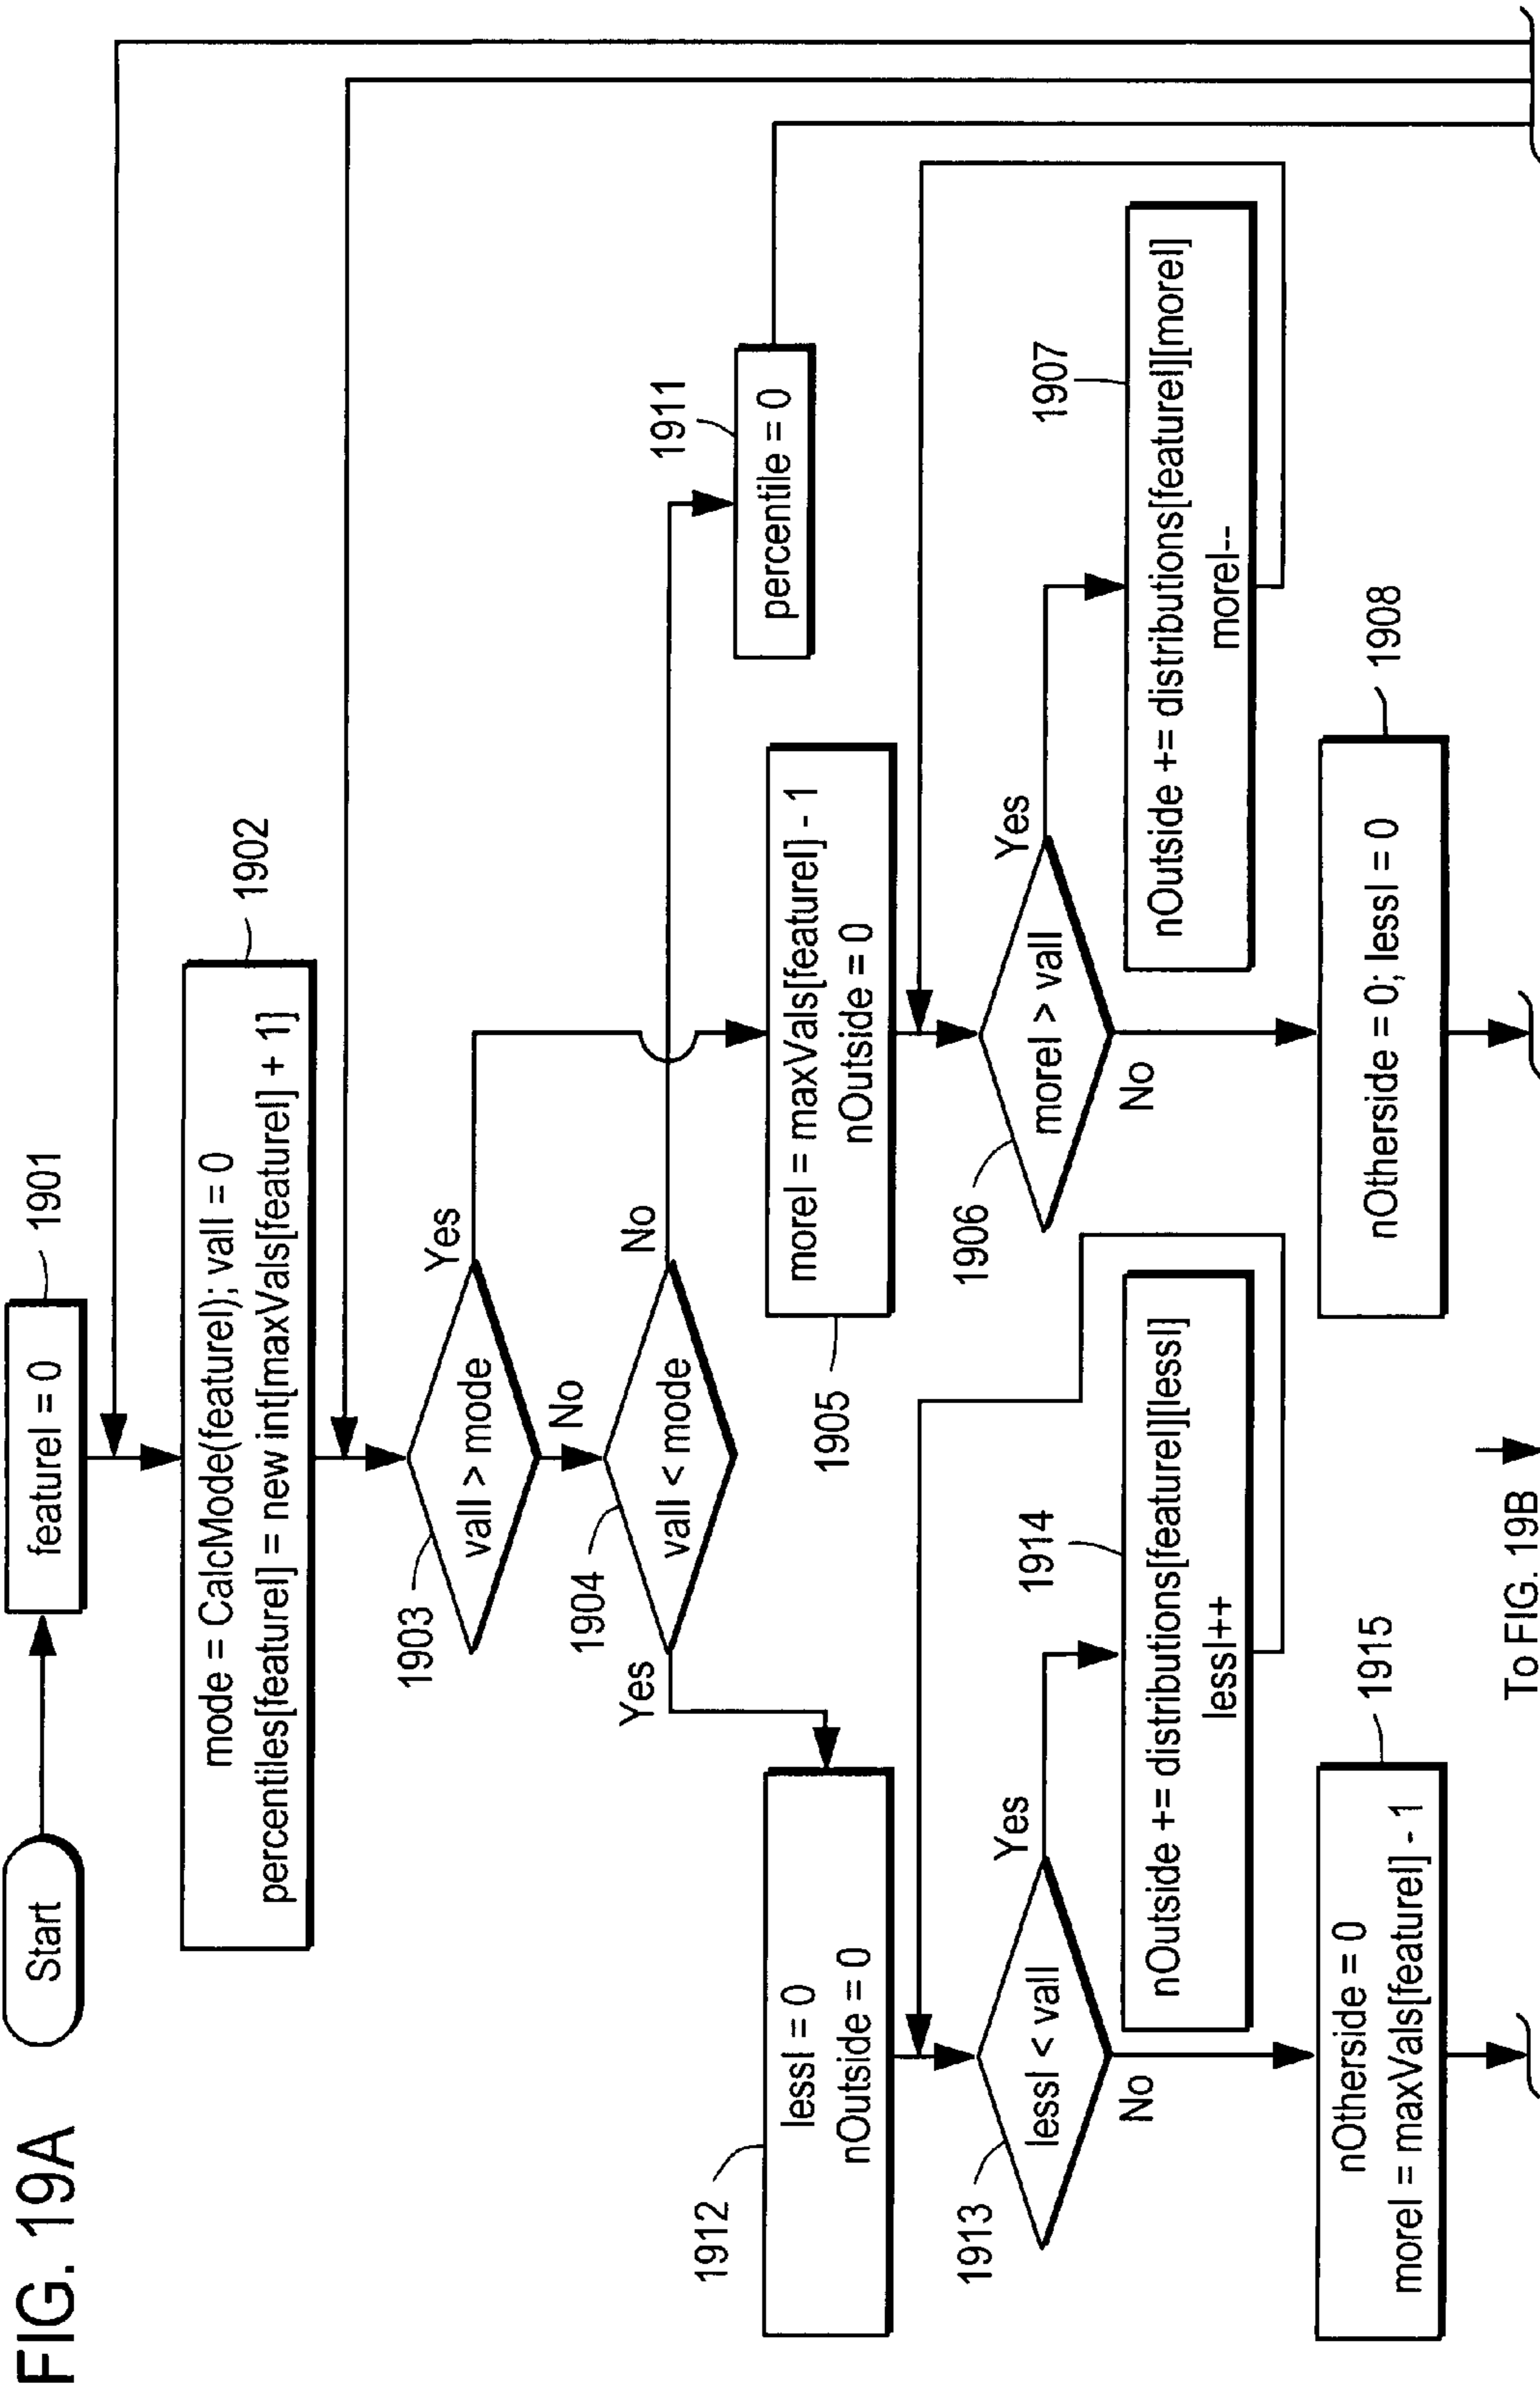 FIG. 19A
Start
featureI = 0
1901
mode = CalcMode(featureI); valI = 0
percentiles[featureI] = new int[maxVals[featureI] + 1]
1902
1903
valI > mode
Yes
No
1904
valI < mode
Yes
No
percentile = 0
1911
1912
lessI = 0
nOutside = 0
1905
moreI = maxVals[featureI] - 1
nOutside = 0
1913
lessI < valI
Yes
No
1914
nOutside += distributions[featureI][lessI]
lessI++
1906
moreI > valI
Yes
No
1907
nOutside += distributions[featureI][moreI]
moreI--
nOtherside = 0
moreI = maxVals[featureI] - 1
1915
nOtherside = 0; lessI = 0
1908
To FIG. 19B